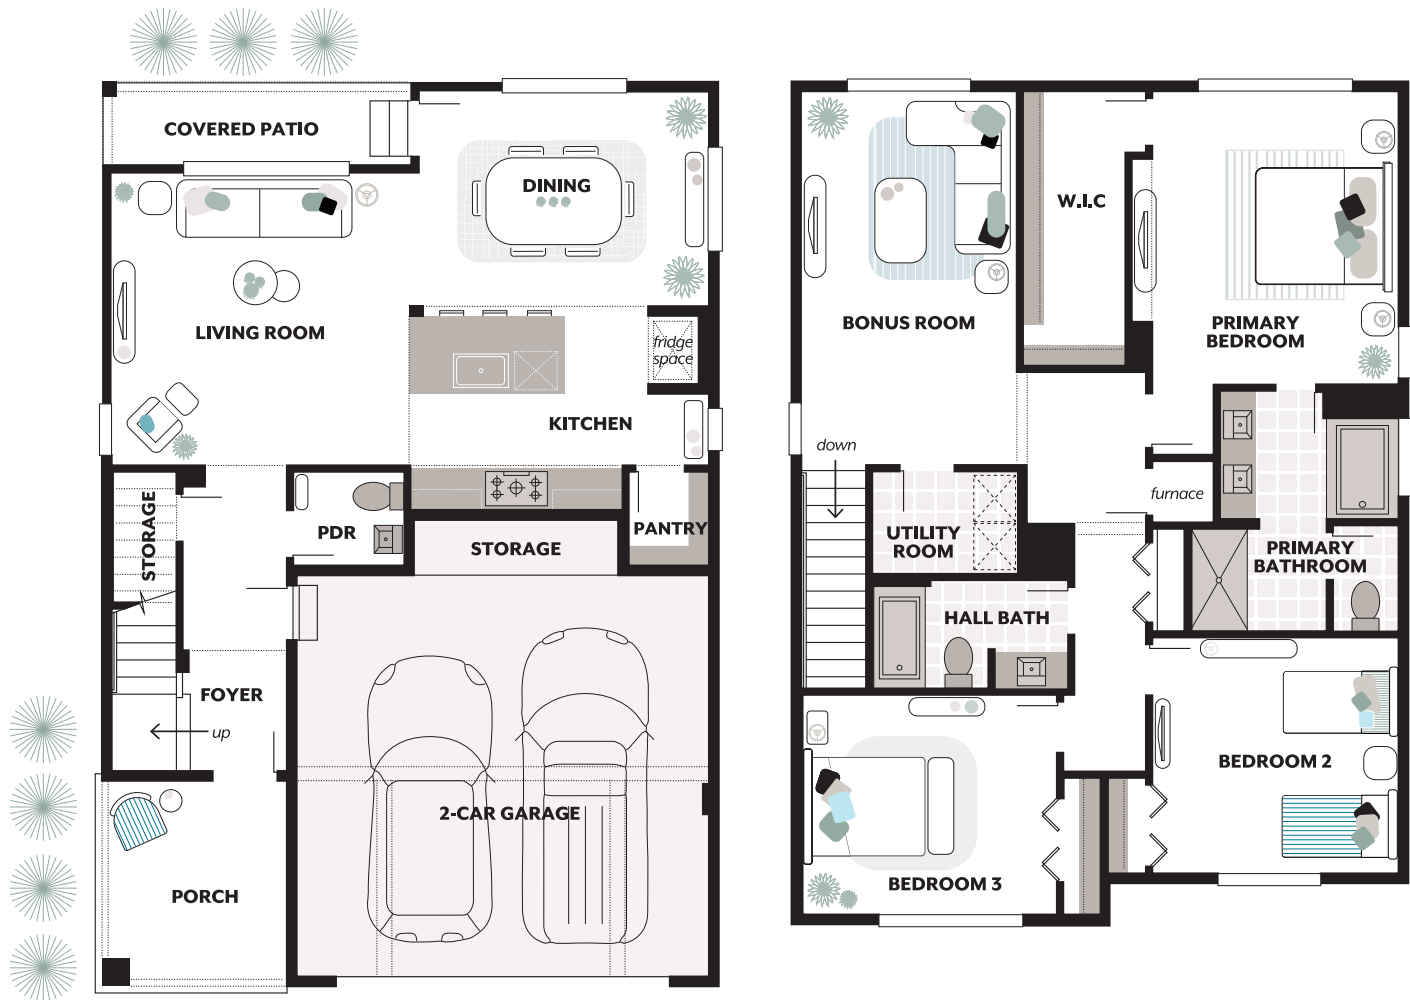 COVERED PATIO
DINING
LIVING ROOM
fridge
space
KITCHEN
STORAGE
PDR
STORAGE
PANTRY
FOYER
up
2-CAR GARAGE
PORCH
W.I.C
BONUS ROOM
PRIMARY
BEDROOM
down
furnace
UTILITY
ROOM
PRIMARY
BATHROOM
HALL BATH
BEDROOM 2
BEDROOM 3